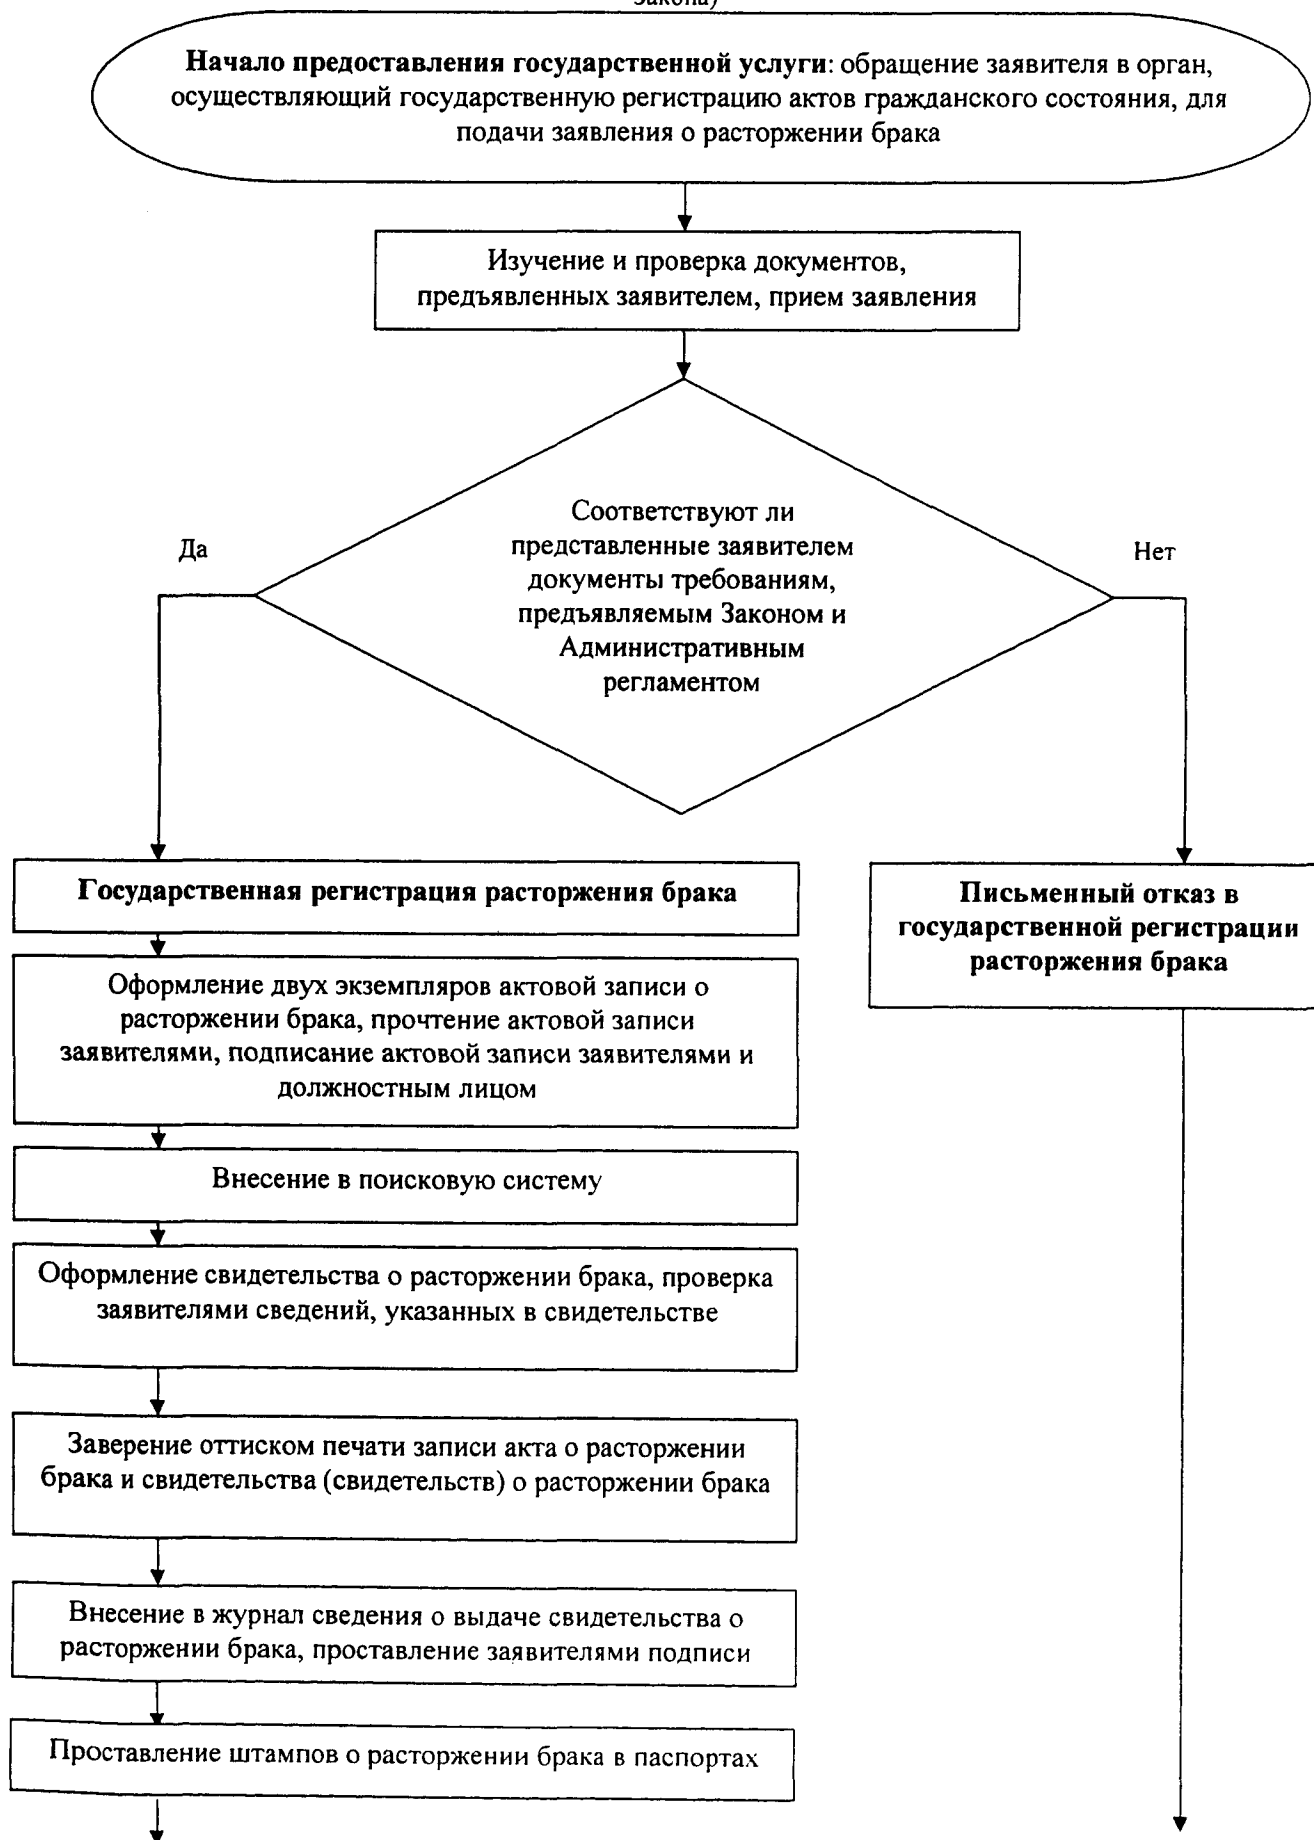 Закона)
Начало предоставления государственной услуги: обращение заявителя в орган,
осуществляющий государственную регистрацию актов гражданского состояния, для
подачи заявления о расторжении брака
Изучение и проверка документов,
предъявленных заявителем, прием заявления
Соответствуют ли
представленные заявителем
документы требованиям,
предъявляемым Законом и
Административным
регламентом
Да
Нет
Государственная регистрация расторжения брака
Письменный отказ в
государственной регистрации
расторжения брака
Оформление двух экземпляров актовой записи о
расторжении брака, прочтение актовой записи
заявителями, подписание актовой записи заявителями и
должностным лицом
Внесение в поисковую систему
Оформление свидетельства о расторжении брака, проверка
заявителями сведений, указанных в свидетельстве
Заверение оттиском печати записи акта о расторжении
брака и свидетельства (свидетельств) о расторжении брака
Внесение в журнал сведения о выдаче свидетельства о
расторжении брака, проставление заявителями подписи
Проставление штампов о расторжении брака в паспортах